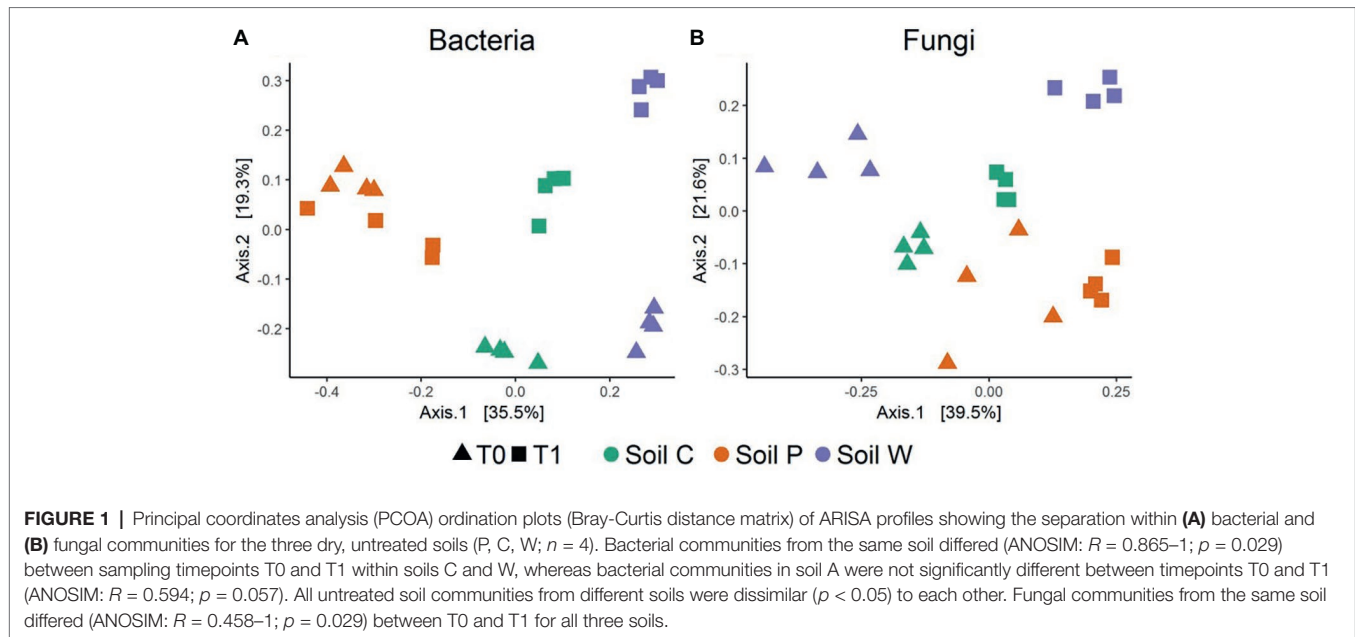 A
Bacteria
0.3
0.2
0.1
0.0
-0.1
-0.2
Axis.2 [19.3%]
-0.4
-0.2
0.0
0.2
Axis.1 [35.5%]
B
Fungi
0.2
0.1
0.0
-0.1
-0.2
-0.3
Axis.2 [21.6%]
-0.25
0.00
0.25
Axis.1 [39.5%]
T0 T1 Soil C Soil P Soil W
FIGURE 1 | Principal coordinates analysis (PCOA) ordination plots (Bray-Curtis distance matrix) of ARISA profiles showing the separation within (A) bacterial and
(B) fungal communities for the three dry, untreated soils (P, C, W; n = 4). Bacterial communities from the same soil differed (ANOSIM: R = 0.865–1; p = 0.029)
between sampling timepoints T0 and T1 within soils C and W, whereas bacterial communities in soil A were not significantly different between timepoints T0 and T1
(ANOSIM: R = 0.594; p = 0.057). All untreated soil communities from different soils were dissimilar (p < 0.05) to each other. Fungal communities from the same soil
differed (ANOSIM: R = 0.458–1; p = 0.029) between T0 and T1 for all three soils.